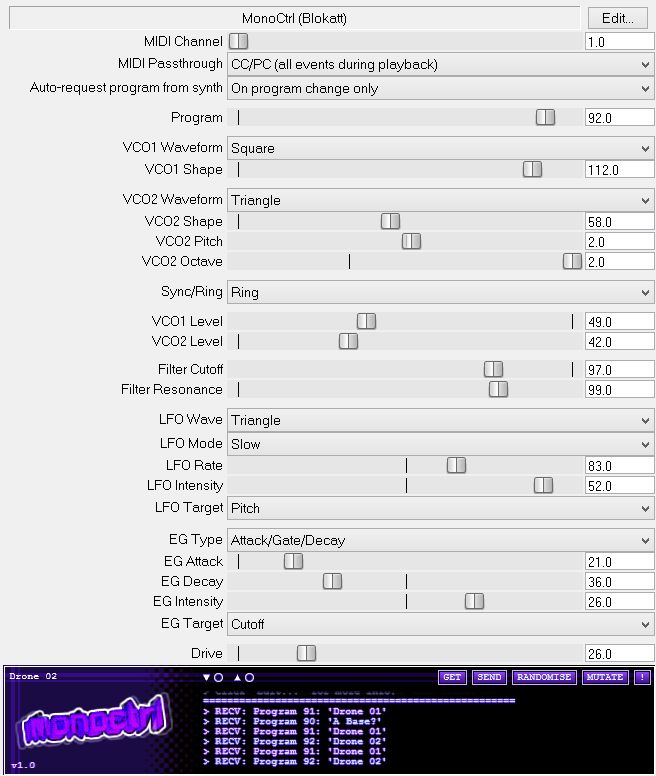 MonoCtrl (Blokatt) Edit...
MIDI Channel 1.0
MIDI Passthrough CC/PC (all events during playback)
Auto-request program from synth On program change only
Program 92.0
VCO1 Waveform Square
VCO1 Shape 112.0
VCO2 Waveform Triangle
VCO2 Shape 58.0
VCO2 Pitch 2.0
VCO2 Octave 2.0
Sync/Ring Ring
VCO1 Level 49.0
VCO2 Level 42.0
Filter Cutoff 97.0
Filter Resonance 99.0
LFO Wave Triangle
LFO Mode Slow
LFO Rate 83.0
LFO Intensity 52.0
LFO Target Pitch
EG Type Attack/Gate/Decay
EG Attack 21.0
EG Decay 36.0
EG Intensity 26.0
EG Target Cutoff
Drive 26.0
Drone 02 GET SEND RANDOMISE MUTATE !
> Click 'Edit...' for more info.
==================================================
> RECV: Program 91: 'Drone 01'
> RECV: Program 90: 'A Base?'
> RECV: Program 91: 'Drone 01'
> RECV: Program 92: 'Drone 02'
> RECV: Program 91: 'Drone 01'
> RECV: Program 92: 'Drone 02'
monoctrl
v1.0